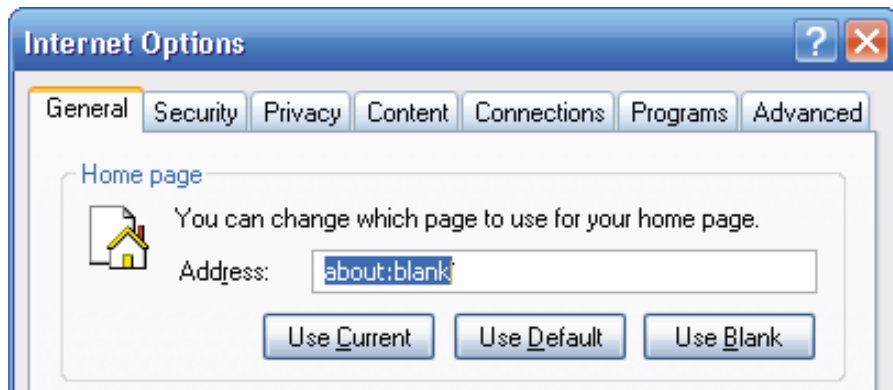 Internet Options
General Security Privacy Content Connections Programs Advanced
Home page
You can change which page to use for your home page.
Address: about:blank
Use Current Use Default Use Blank